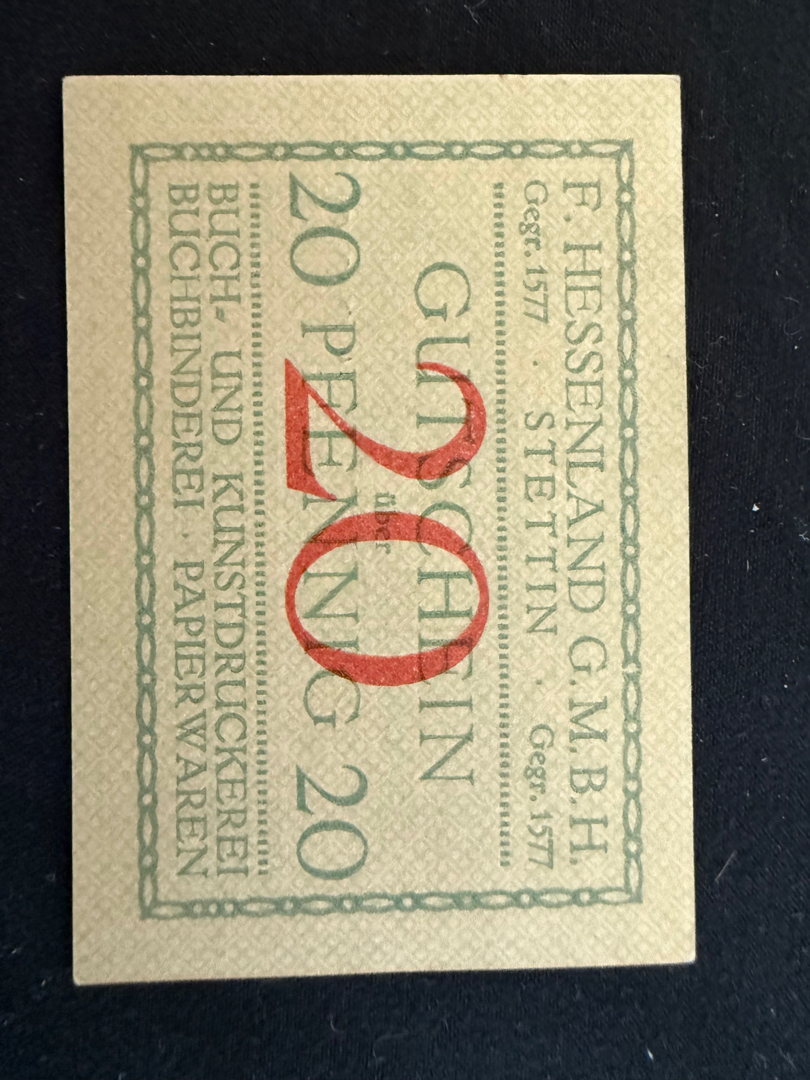 F. HESSENLAND G.M.B.H.
Gegr. 1577 · STETTIN · Gegr. 1577
GUTSCHEIN
über
20 PFENNIG 20
20
BUCH- UND KUNSTDRUCKEREI
BUCHBINDEREI · PAPIERWAREN